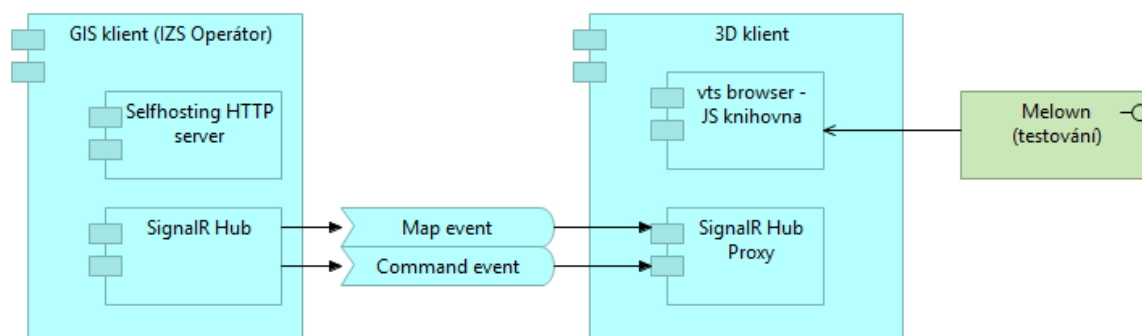 GIS klient (IZS Operátor)
Selfhosting HTTP
server
SignalR Hub
Map event
Command event
3D klient
vts browser -
JS knihovna
SignalR Hub
Proxy
Melown
(testování)